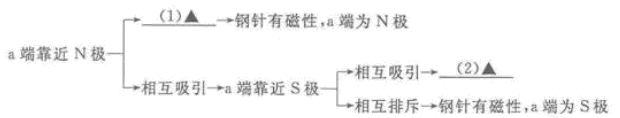 (1)▲→钢针有磁性,a端为N极
a端靠近N极
相互吸引→a端靠近S极
相互吸引→(2)▲
相互排斥→钢针有磁性,a端为S极